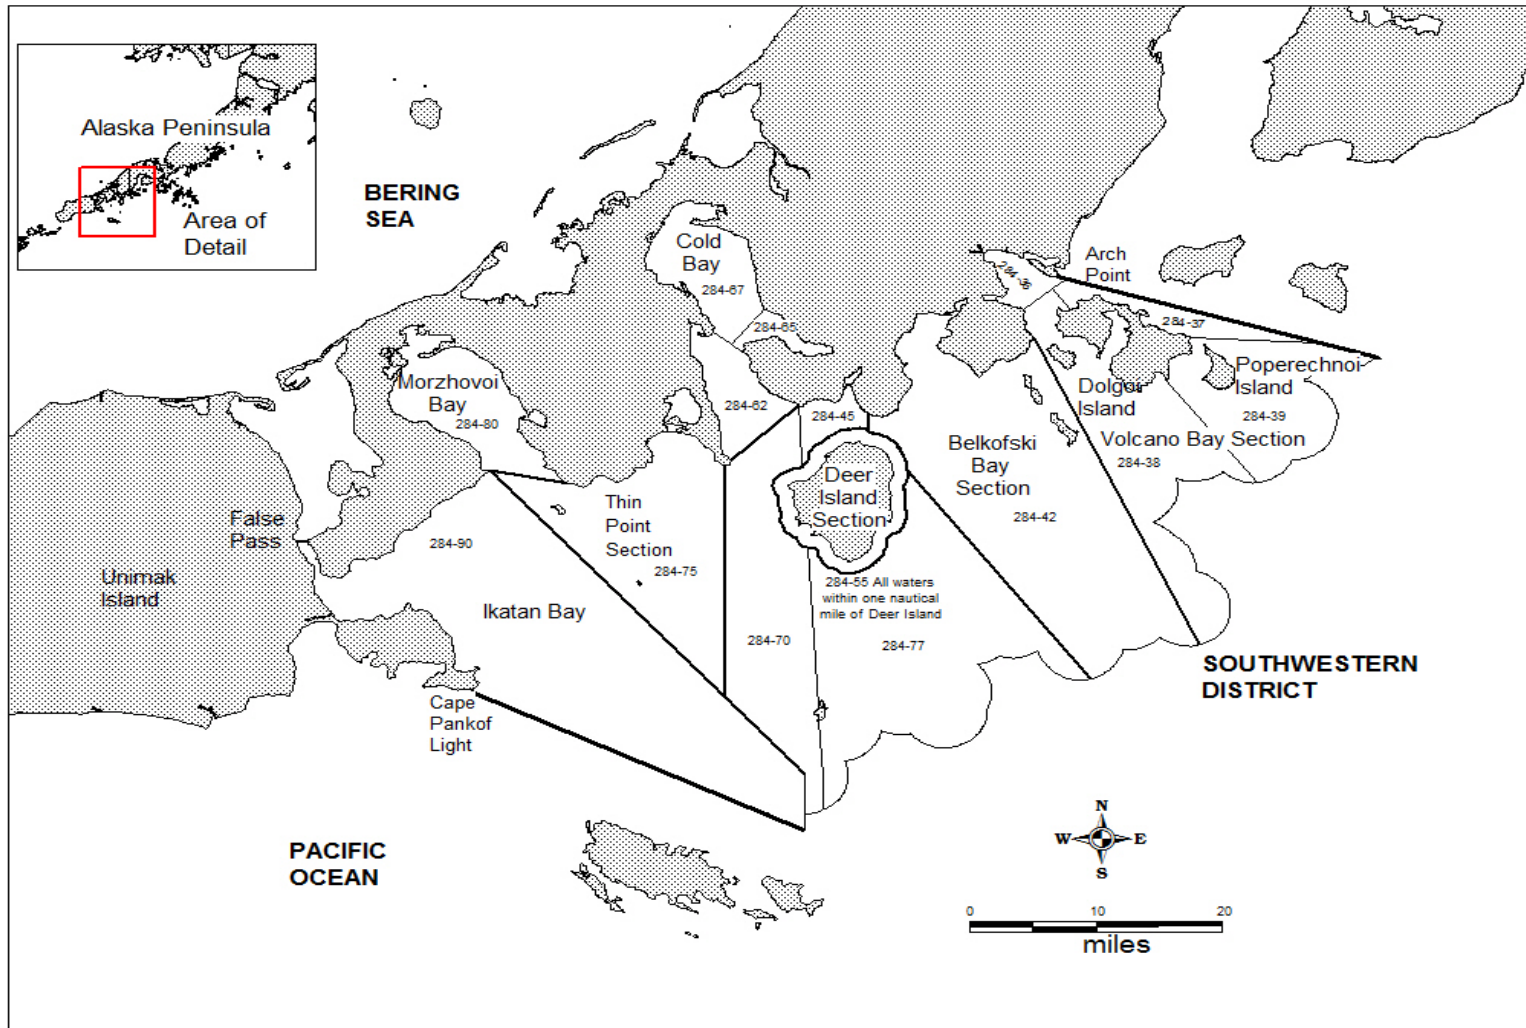 Alaska Peninsula
Area of
Detail
BERING
SEA
Cold
Bay
284-67
284-65
284-36
Arch
Point
284-37
Morzhovoi
Bay
284-80
284-62
284-45
Poperechnoi
Island
Dolgoi
Island
284-39
Volcano Bay Section
284-38
Belkofski
Bay
Section
284-42
Deer
Island
Section
Thin
Point
Section
284-75
False
Pass
284-90
Unimak
Island
Ikatan Bay
284-55 All waters
within one nautical
mile of Deer Island
284-70
284-77
SOUTHWESTERN
DISTRICT
Cape
Pankof
Light
PACIFIC
OCEAN
N
W
E
S
0 10 20
miles